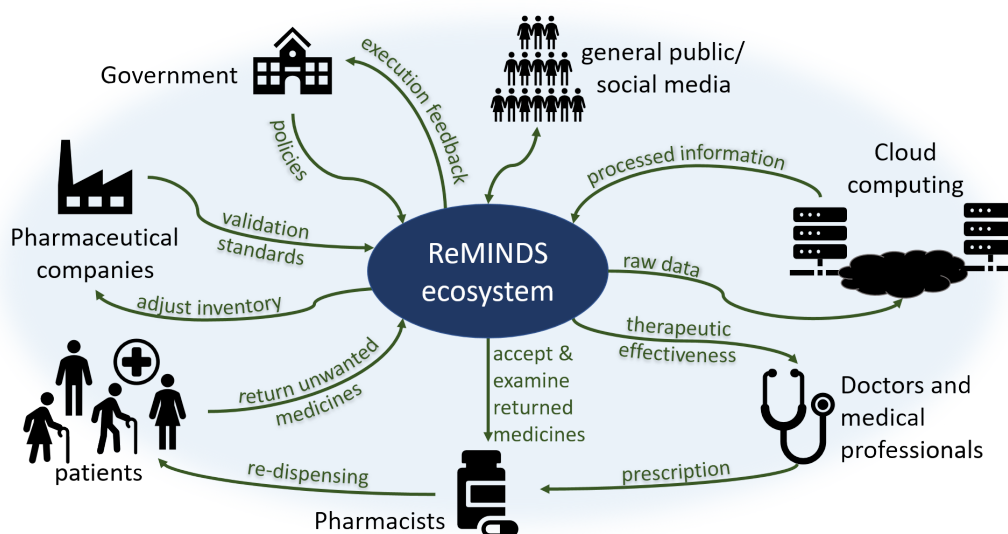 Government
execution feedback
general public/
social media
policies
processed information
Cloud
computing
Pharmaceutical
companies
validation
standards
ReMINDS
ecosystem
raw data
adjust inventory
therapeutic
effectiveness
return unwanted
medicines
accept &
examine
returned
medicines
Doctors and
medical
professionals
patients
re-dispensing
prescription
Pharmacists